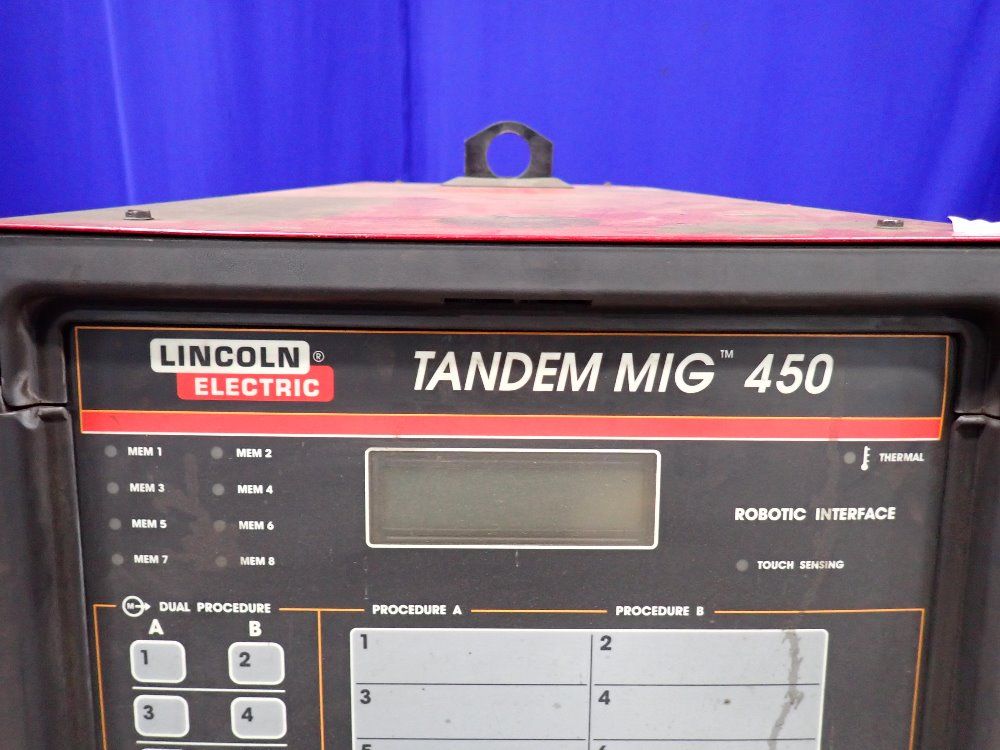 LINCOLN®
ELECTRIC
TANDEM MIG™ 450
MEM 1 MEM 2
MEM 3 MEM 4
MEM 5 MEM 6
MEM 7 MEM 8
THERMAL
ROBOTIC INTERFACE
TOUCH SENSING
M DUAL PROCEDURE
A B
1 2
3 4
PROCEDURE A PROCEDURE B
1 2
3 4